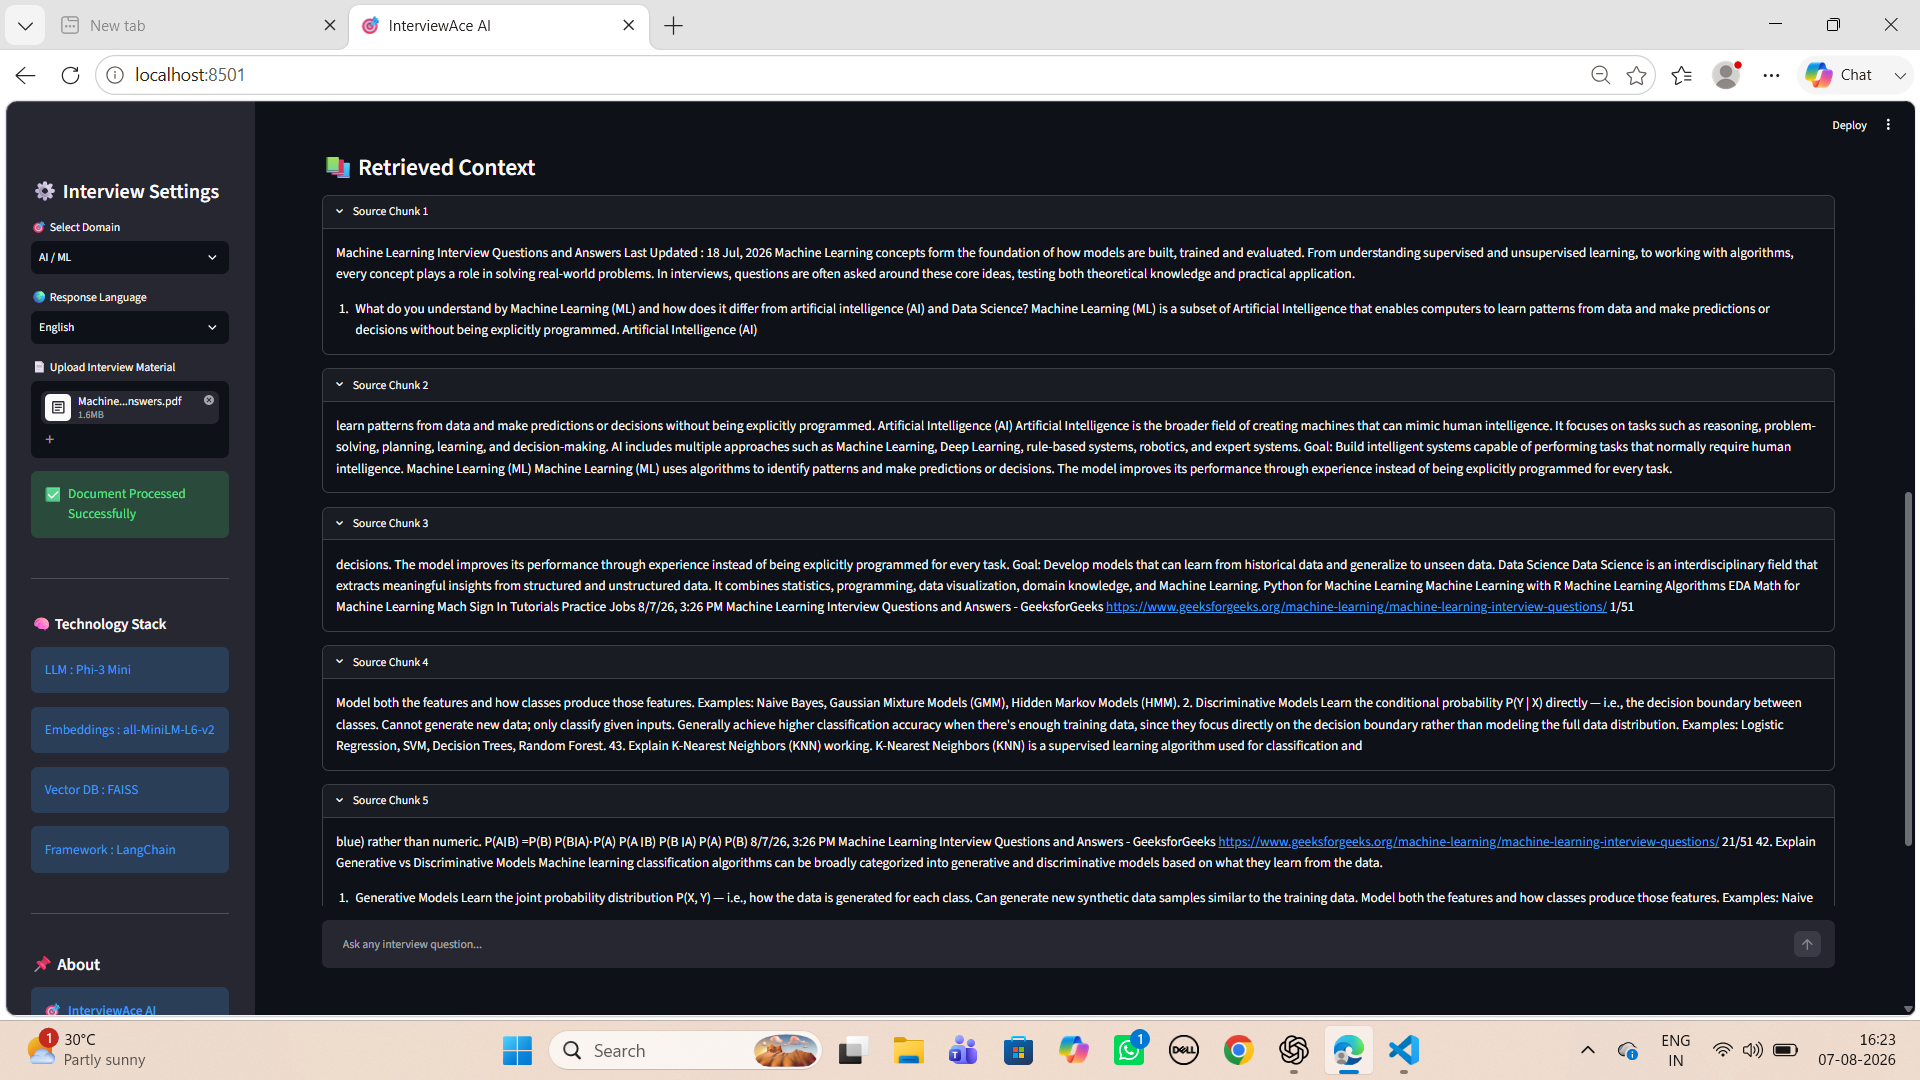 New tab
InterviewAce AI
localhost:8501
Chat
Deploy
Interview Settings
Select Domain
AI / ML
Response Language
English
Upload Interview Material
Machine...nswers.pdf
1.6MB
Document Processed
Successfully
Technology Stack
LLM : Phi-3 Mini
Embeddings : all-MiniLM-L6-v2
Vector DB : FAISS
Framework : LangChain
About
InterviewAce AI
Retrieved Context
Source Chunk 1
Machine Learning Interview Questions and Answers Last Updated : 18 Jul, 2026 Machine Learning concepts form the foundation of how models are built, trained and evaluated. From understanding supervised and unsupervised learning, to working with algorithms,
every concept plays a role in solving real-world problems. In interviews, questions are often asked around these core ideas, testing both theoretical knowledge and practical application.
1. What do you understand by Machine Learning (ML) and how does it differ from artificial intelligence (AI) and Data Science? Machine Learning (ML) is a subset of Artificial Intelligence that enables computers to learn patterns from data and make predictions or
decisions without being explicitly programmed. Artificial Intelligence (AI)
Source Chunk 2
learn patterns from data and make predictions or decisions without being explicitly programmed. Artificial Intelligence (AI) Artificial Intelligence is the broader field of creating machines that can mimic human intelligence. It focuses on tasks such as reasoning, problem-
solving, planning, learning, and decision-making. AI includes multiple approaches such as Machine Learning, Deep Learning, rule-based systems, robotics, and expert systems. Goal: Build intelligent systems capable of performing tasks that normally require human
intelligence. Machine Learning (ML) Machine Learning (ML) uses algorithms to identify patterns and make predictions or decisions. The model improves its performance through experience instead of being explicitly programmed for every task.
Source Chunk 3
decisions. The model improves its performance through experience instead of being explicitly programmed for every task. Goal: Develop models that can learn from historical data and generalize to unseen data. Data Science Data Science is an interdisciplinary field that
extracts meaningful insights from structured and unstructured data. It combines statistics, programming, data visualization, domain knowledge, and Machine Learning. Python for Machine Learning Machine Learning with R Machine Learning Algorithms EDA Math for
Machine Learning Mach Sign In Tutorials Practice Jobs 8/7/26, 3:26 PM Machine Learning Interview Questions and Answers - GeeksforGeeks https://www.geeksforgeeks.org/machine-learning/machine-learning-interview-questions/ 1/51
Source Chunk 4
Model both the features and how classes produce those features. Examples: Naive Bayes, Gaussian Mixture Models (GMM), Hidden Markov Models (HMM). 2. Discriminative Models Learn the conditional probability P(Y | X) directly — i.e., the decision boundary between
classes. Cannot generate new data; only classify given inputs. Generally achieve higher classification accuracy when there's enough training data, since they focus directly on the decision boundary rather than modeling the full data distribution. Examples: Logistic
Regression, SVM, Decision Trees, Random Forest. 43. Explain K-Nearest Neighbors (KNN) working. K-Nearest Neighbors (KNN) is a supervised learning algorithm used for classification and
Source Chunk 5
blue) rather than numeric. P(A|B) =P(B) P(B|A)·P(A) P(A ∣B) P(B ∣A) P(A) P(B) 8/7/26, 3:26 PM Machine Learning Interview Questions and Answers - GeeksforGeeks https://www.geeksforgeeks.org/machine-learning/machine-learning-interview-questions/ 21/51 42. Explain
Generative vs Discriminative Models Machine learning classification algorithms can be broadly categorized into generative and discriminative models based on what they learn from the data.
1. Generative Models Learn the joint probability distribution P(X, Y) — i.e., how the data is generated for each class. Can generate new synthetic data samples similar to the training data. Model both the features and how classes produce those features. Examples: Naive
Ask any interview question...
1
30°C
Partly sunny
Search
1
DELL
ENG
IN
16:23
07-08-2026